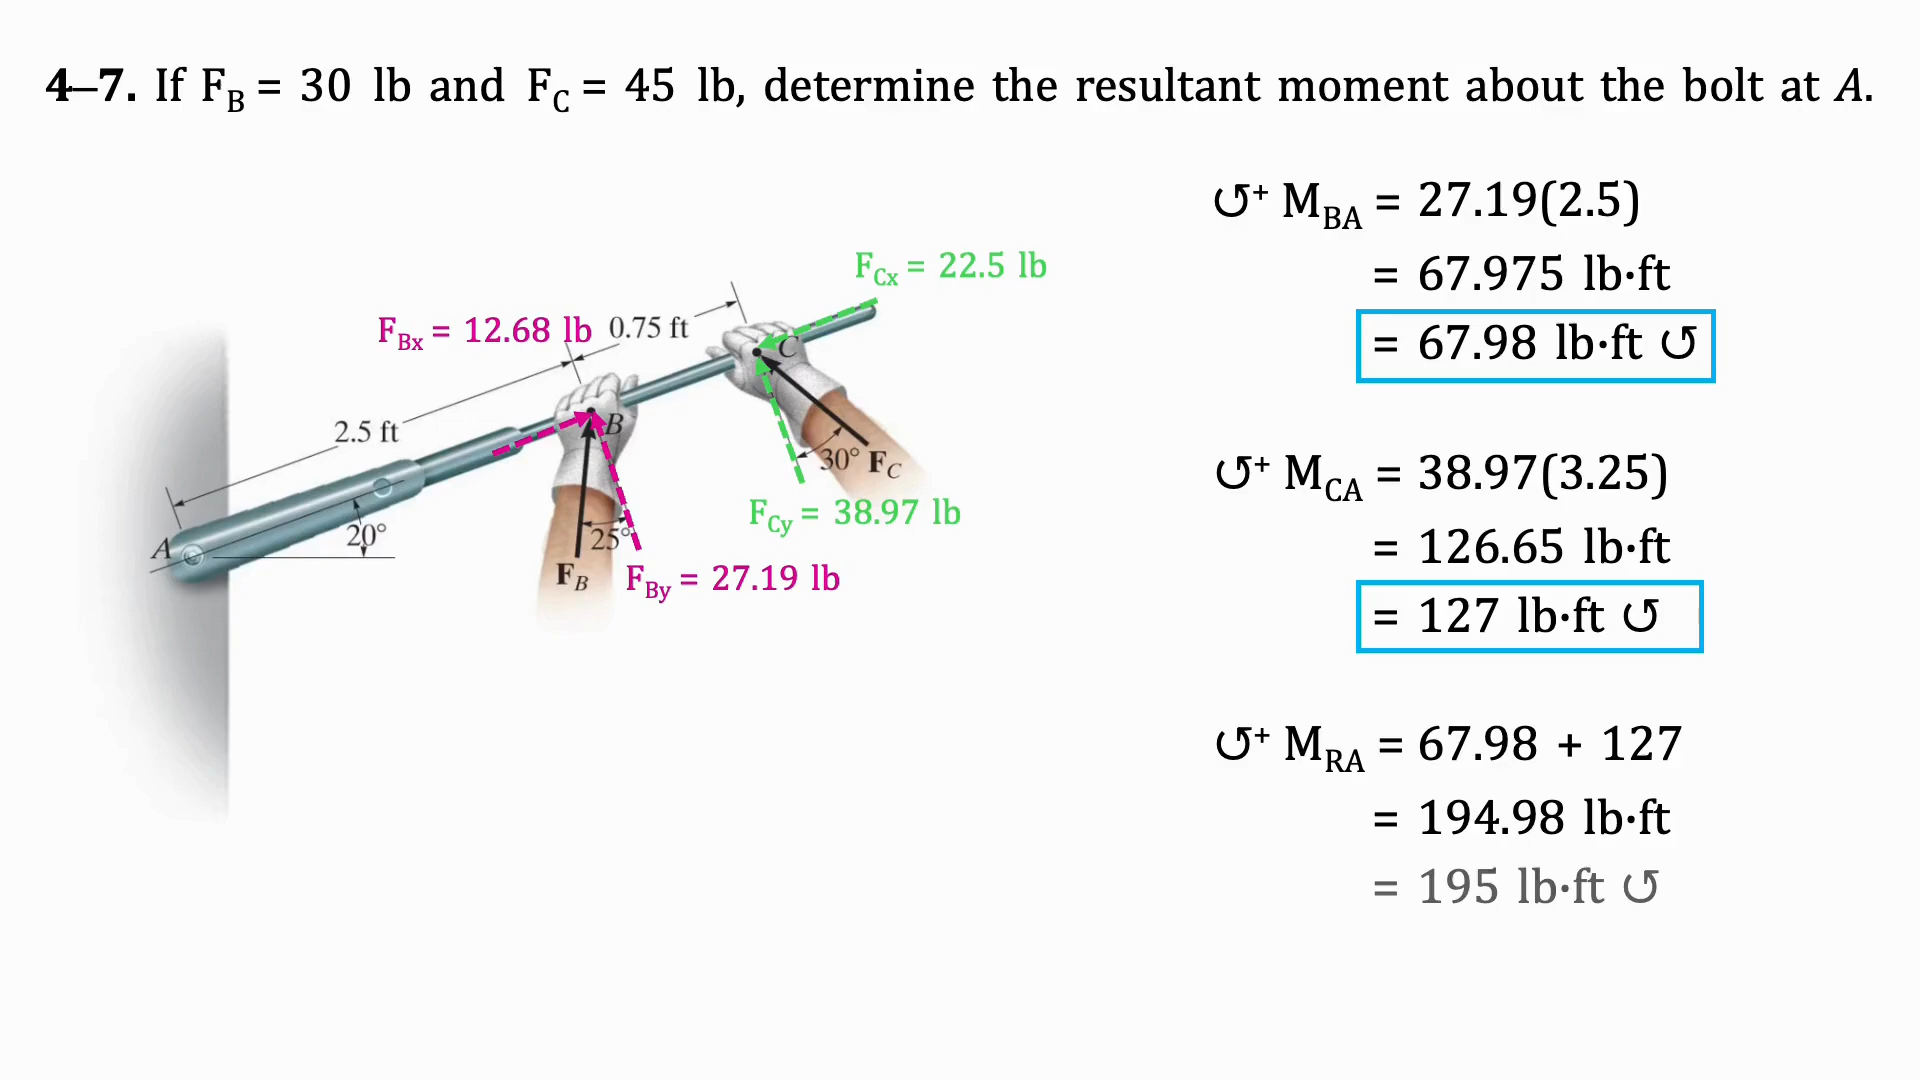 4–7. If F_B = 30 lb and F_C = 45 lb, determine the resultant moment about the bolt at A.
F_Cx = 22.5 lb
F_Bx = 12.68 lb
0.75 ft
C
2.5 ft
B
30° F_C
F_Cy = 38.97 lb
20°
25°
A
F_B
F_By = 27.19 lb
↺⁺ M_BA = 27.19(2.5)
= 67.975 lb·ft
= 67.98 lb·ft ↺
↺⁺ M_CA = 38.97(3.25)
= 126.65 lb·ft
= 127 lb·ft ↺
↺⁺ M_RA = 67.98 + 127
= 194.98 lb·ft
= 195 lb·ft ↺